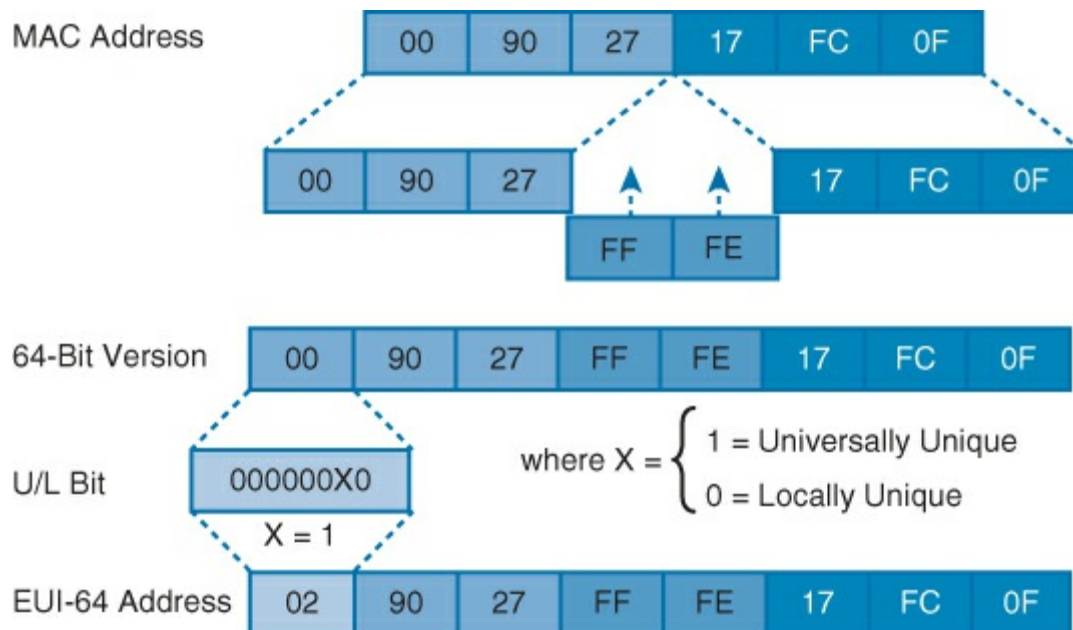 MAC Address 00 90 27 17 FC 0F
00 90 27 17 FC 0F
FF FE
64-Bit Version 00 90 27 FF FE 17 FC 0F
U/L Bit 000000X0 where X = { 1 = Universally Unique
0 = Locally Unique
X = 1
EUI-64 Address 02 90 27 FF FE 17 FC 0F